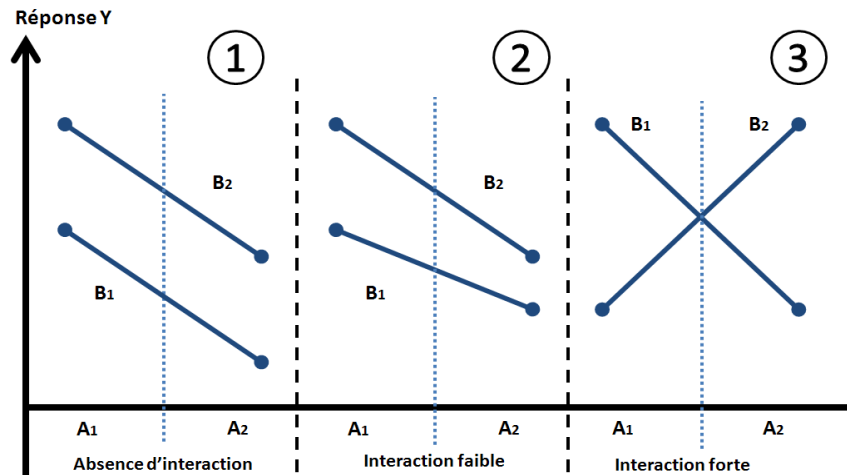 Réponse Y
1
2
3
B1
B2
B2
B2
B1
B1
A1
A2
A1
A2
A1
A2
Absence d'interaction
Interaction faible
Interaction forte